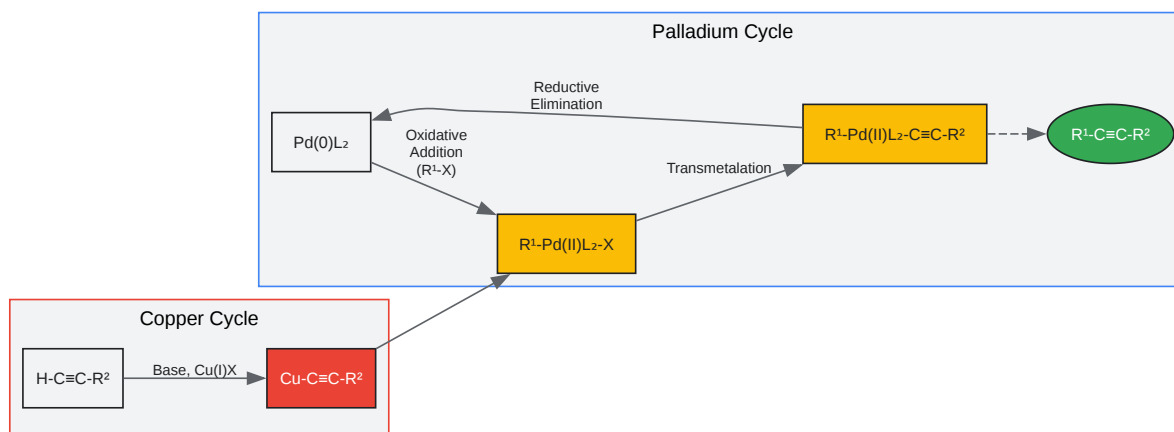 Palladium Cycle
Reductive
Elimination
Pd(0)L₂
Oxidative
Addition
(R¹-X)
R¹-Pd(II)L₂-C≡C-R²
R¹-C≡C-R²
Transmetalation
R¹-Pd(II)L₂-X
Copper Cycle
H-C≡C-R²
Base, Cu(I)X
Cu-C≡C-R²